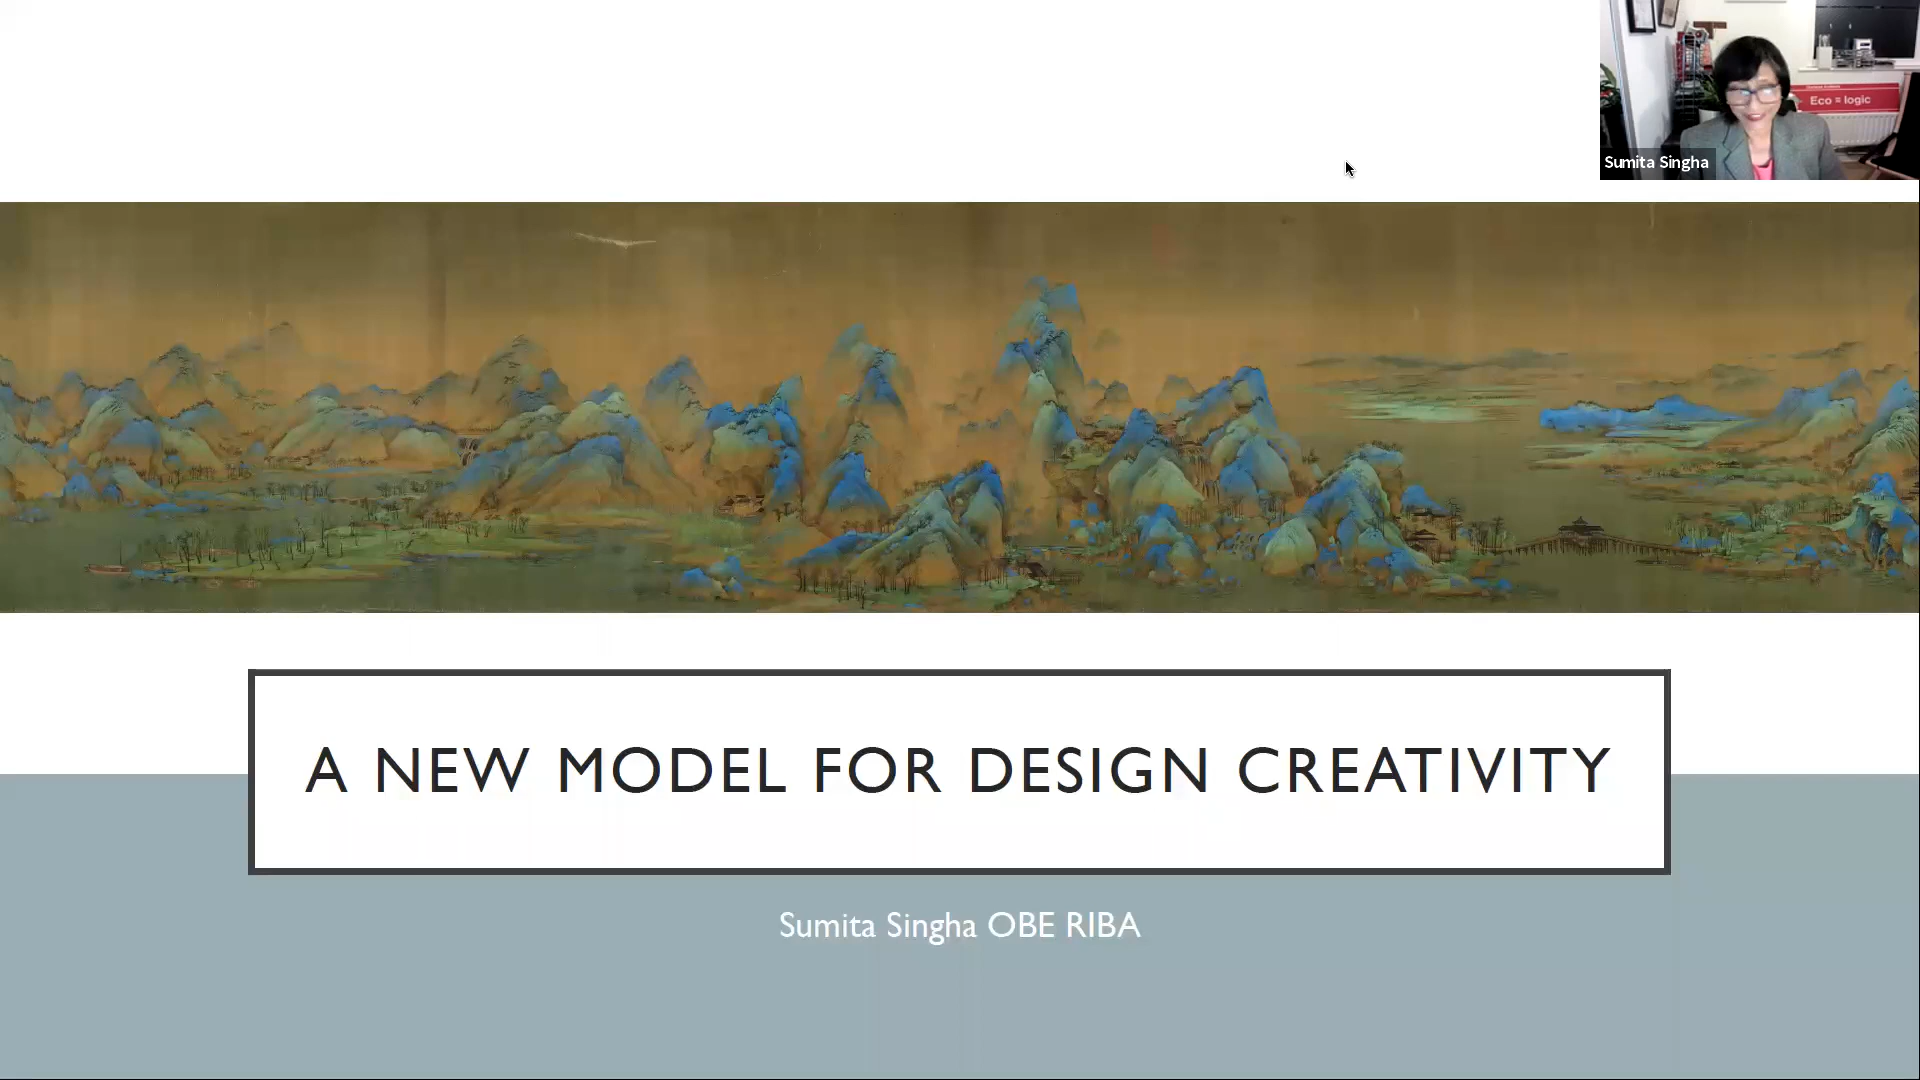 Eco = logic
Sumita Singha
A NEW MODEL FOR DESIGN CREATIVITY
Sumita Singha OBE RIBA